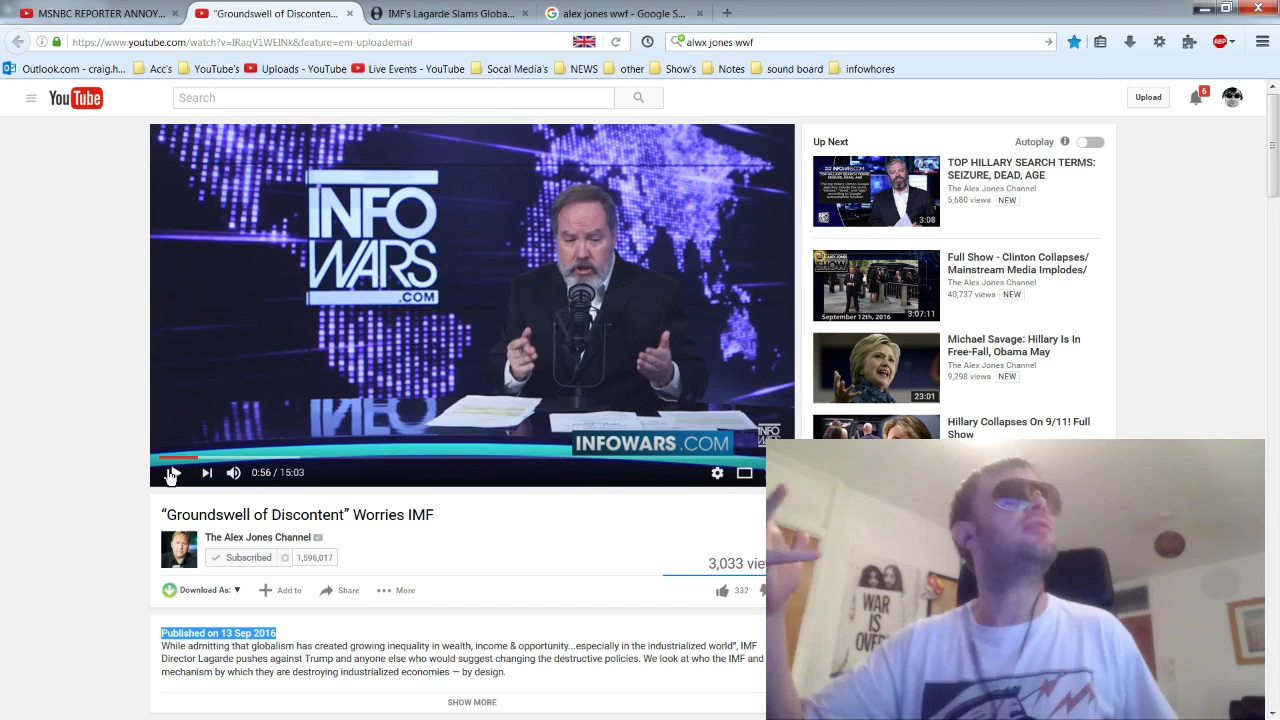 MSNBC REPORTER ANNOY...
"Groundswell of Disconten...
IMF's Lagarde Slams Globa...
alex jones wwf - Google S...
https://www.youtube.com/watch?v=IRaqV1WEINk&feature=em-uploademail
alwx jones wwf
ABP
Outlook.com - craig.h...
Acc's
YouTube's
Uploads - YouTube
Live Events - YouTube
Socal Media's
NEWS
other
Show's
Notes
sound board
infowhores
YouTube
Search
Upload
6
INFO
WARS
.COM
INFOWARS.COM
0:56 / 15:03
Up Next
Autoplay
TOP HILLARY SEARCH TERMS:
SEIZURE, DEAD, AGE
The Alex Jones Channel
5,680 views NEW
3:08
Full Show - Clinton Collapses/
Mainstream Media Implodes/
The Alex Jones Channel
40,737 views NEW
September 12th, 2016
3:07:11
Michael Savage: Hillary Is In
Free-Fall, Obama May
The Alex Jones Channel
9,298 views NEW
23:01
Hillary Collapses On 9/11! Full
Show
“Groundswell of Discontent” Worries IMF
The Alex Jones Channel
Subscribed 1,596,017
3,033 vie
Download As: ▼
Add to
Share
More
332
Published on 13 Sep 2016
While admitting that globalism has created growing inequality in wealth, income & opportunity...especially in the industrialized world", IMF
Director Lagarde pushes against Trump and anyone else who would suggest changing the destructive policies. We look at who the IMF and
mechanism by which they are destroying industrialized economies — by design.
SHOW MORE
WAR
IS
OVER